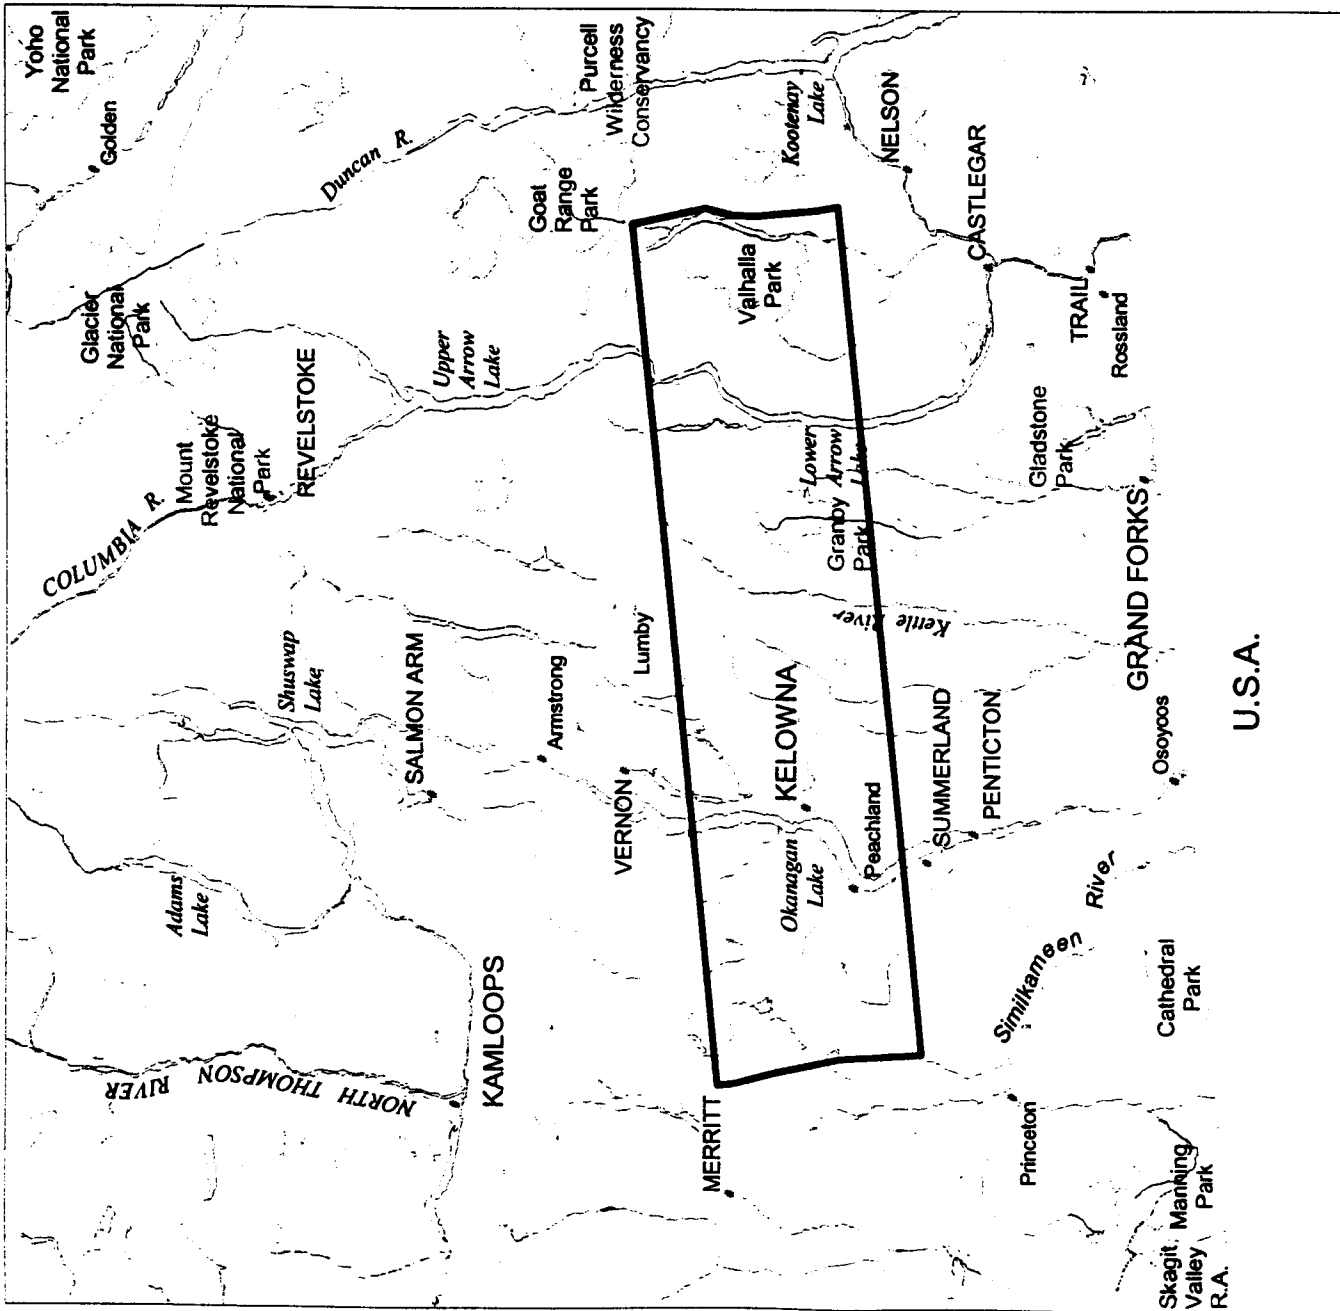 Yoho
National
Park
Golden
Glacier
National
Park
Duncan R.
Purcell
Wilderness
Conservancy
Kootenay
Lake
NELSON
CASTLEGAR
Goat
Range
Park
Valhalla
Park
TRAIL
Rossland
COLUMBIA R.
Mount
Revelstoke
National
Park
REVELSTOKE
Upper
Arrow
Lake
Lower
Arrow
Lake
Granby
Park
Gladstone
Park
GRAND FORKS
Kettle River
Shuswap
Lake
SALMON ARM
Armstrong
Lumby
VERNON
KELOWNA
Okanagan
Lake
Peachland
SUMMERLAND
PENTICTON
Osoyoos
U.S.A.
Adams
Lake
NORTH THOMPSON RIVER
KAMLOOPS
MERRITT
Princeton
Similkameen River
Cathedral
Park
Manning
Park
Skagit
Valley
R.A.